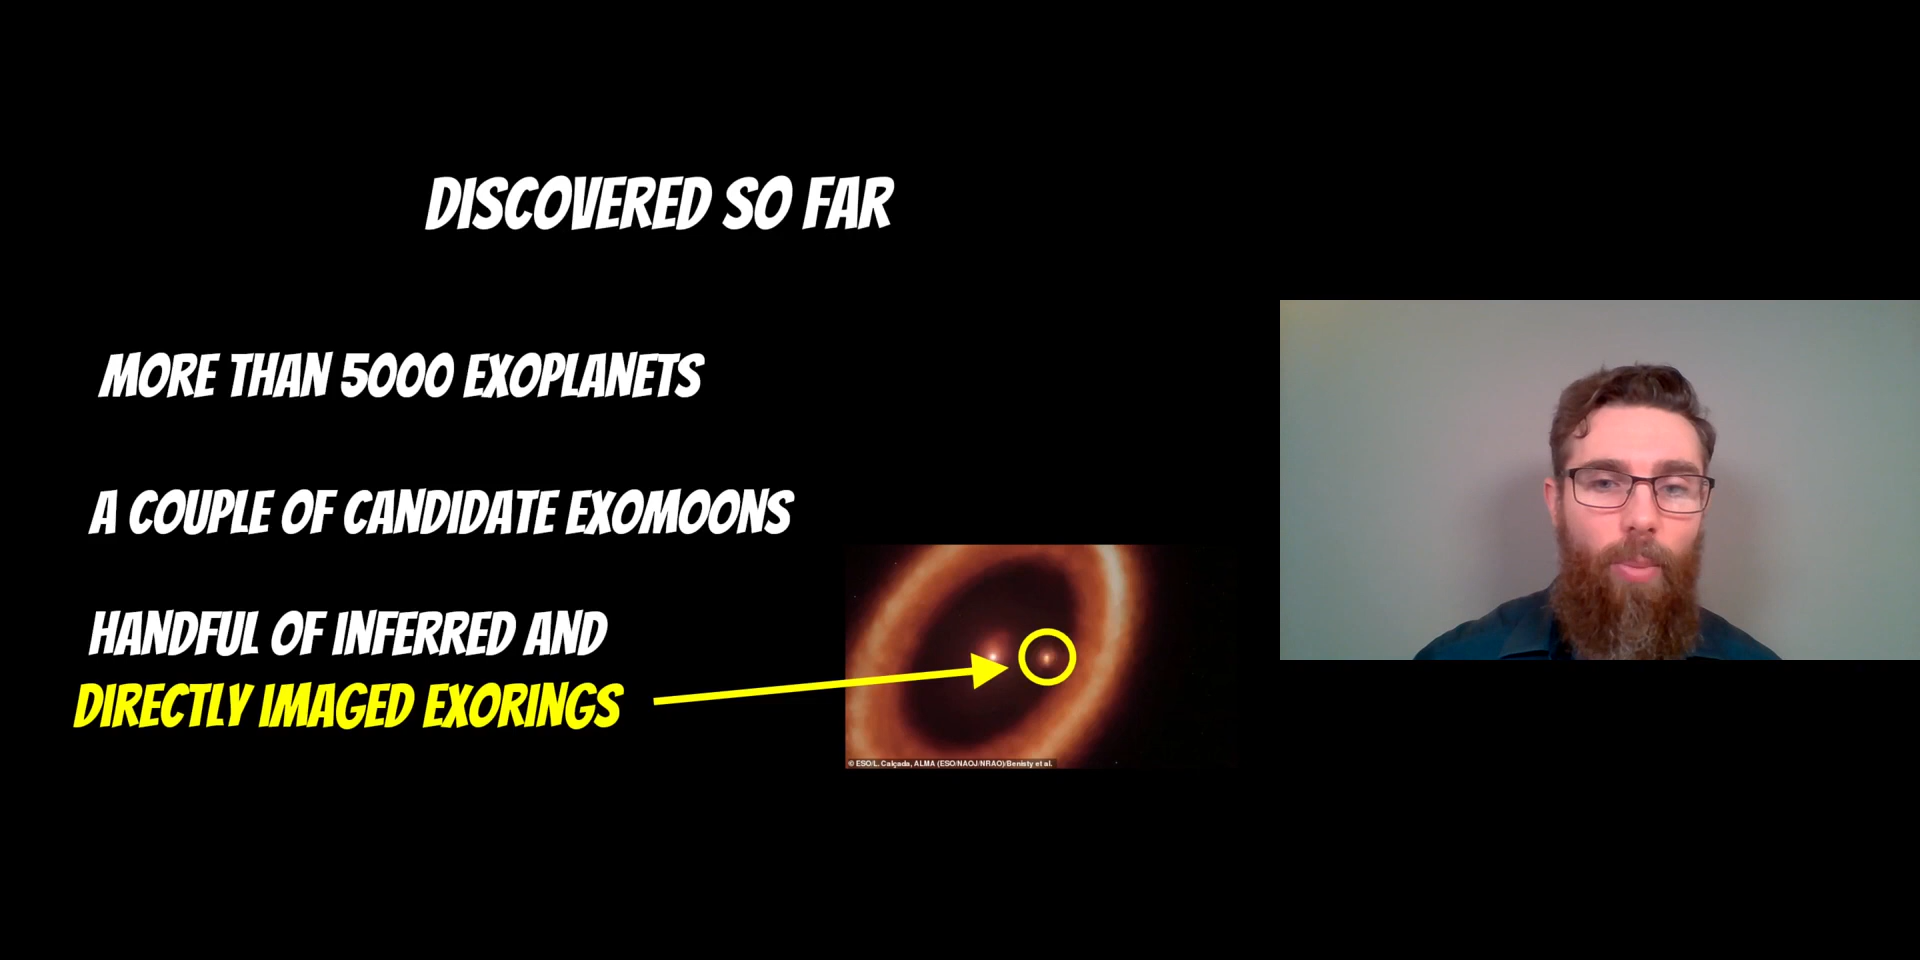 DISCOVERED SO FAR
MORE THAN 5000 EXOPLANETS
A COUPLE OF CANDIDATE EXOMOONS
HANDFUL OF INFERRED AND
DIRECTLY IMAGED EXORINGS
© ESO/L. Calçada, ALMA (ESO/NAOJ/NRAO)/Benisty et al.